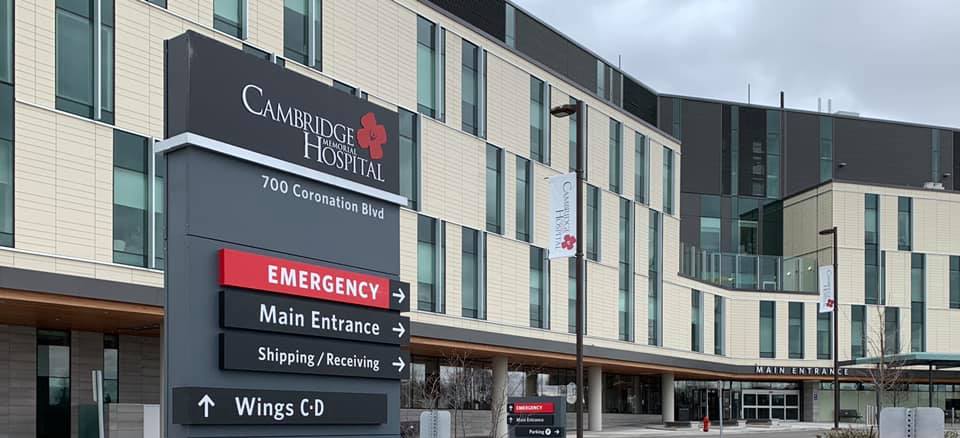 CAMBRIDGE
MEMORIAL
HOSPITAL
700 Coronation Blvd
EMERGENCY →
Main Entrance →
Shipping / Receiving →
↑ Wings C·D
CAMBRIDGE
HOSPITAL
MAIN ENTRANCE
EMERGENCY
Main Entrance
Parking